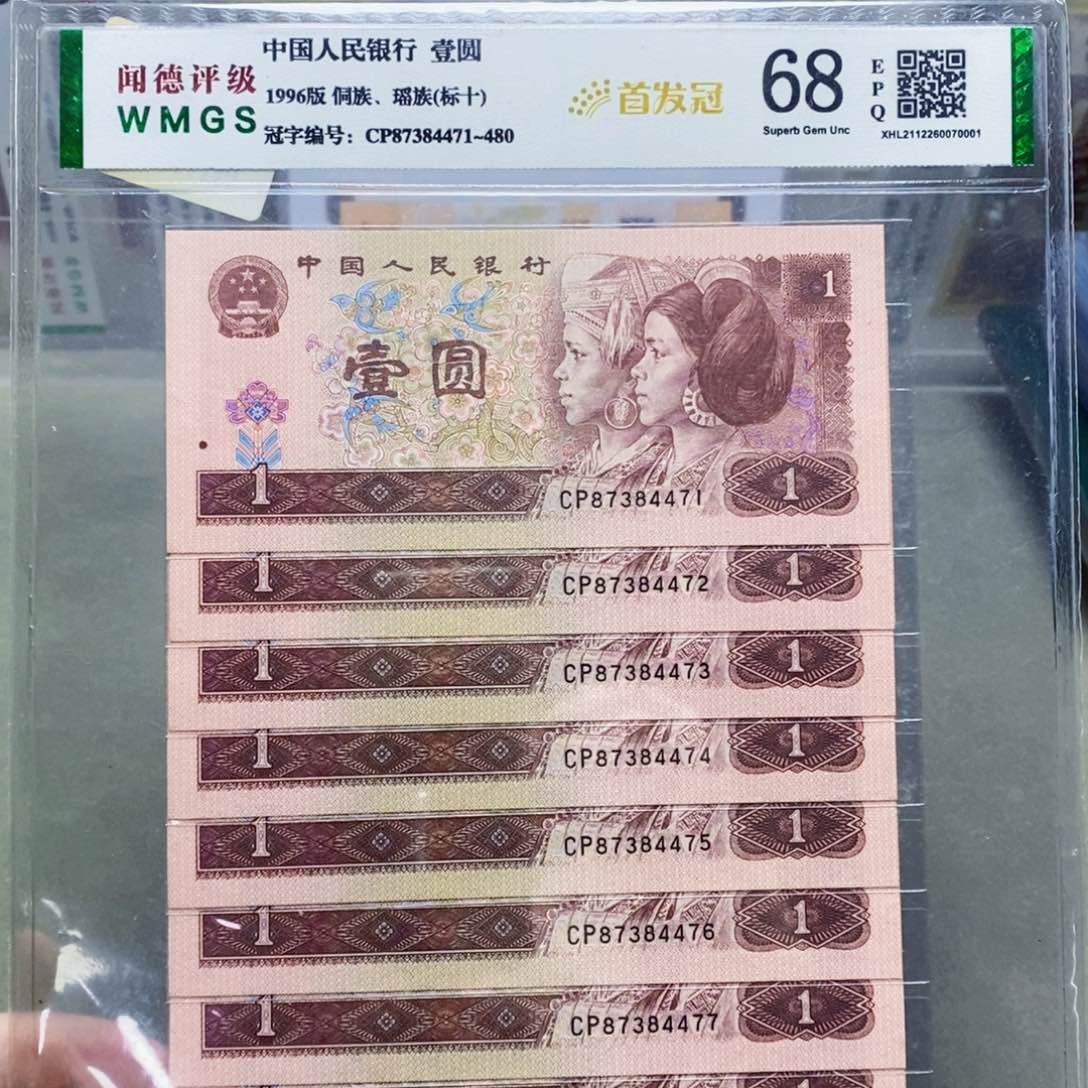 闻德评级
WMGS
中国人民银行 壹圆
1996版 侗族、瑶族(标十)
冠字编号：CP87384471~480
首发冠
68
Superb Gem Unc
EPQ
XHL2112260070001
中国人民银行
1
壹圆
1
CP87384471
1
1
CP87384472
1
1
CP87384473
1
1
CP87384474
1
1
CP87384475
1
1
CP87384476
1
1
CP87384477
1